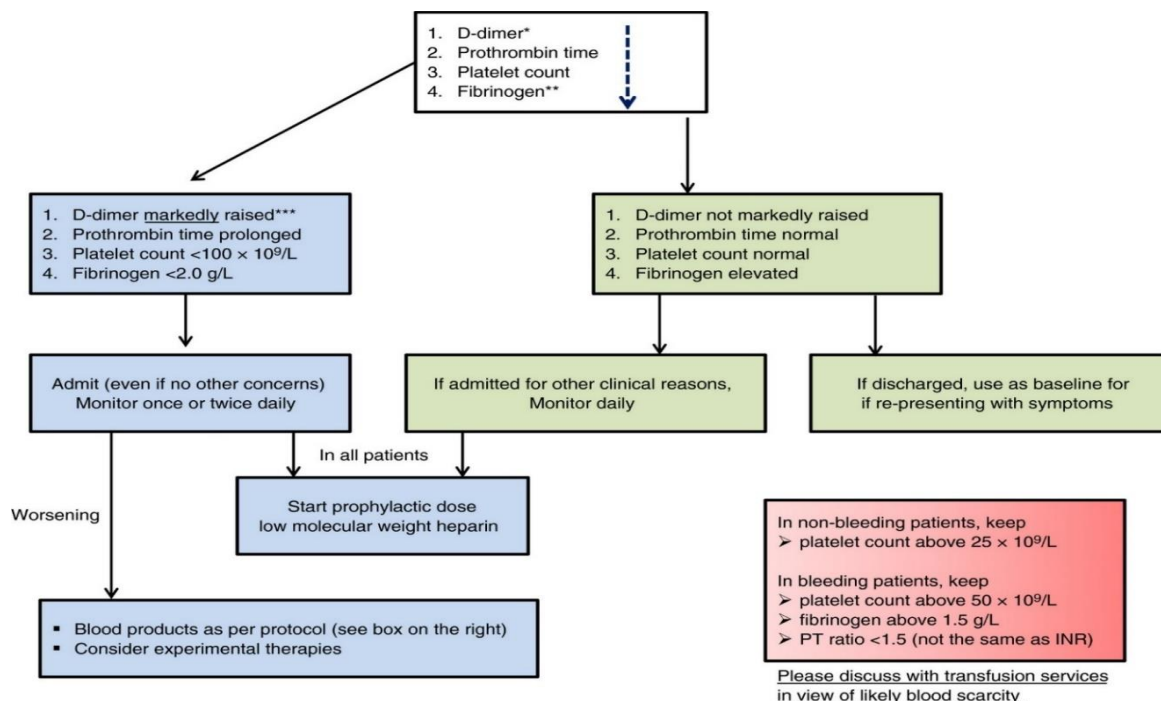 1. D-dimer*
2. Prothrombin time
3. Platelet count
4. Fibrinogen**
1. D-dimer markedly raised***
2. Prothrombin time prolonged
3. Platelet count <100 × 10⁹/L
4. Fibrinogen <2.0 g/L
1. D-dimer not markedly raised
2. Prothrombin time normal
3. Platelet count normal
4. Fibrinogen elevated
Admit (even if no other concerns)
Monitor once or twice daily
If admitted for other clinical reasons,
Monitor daily
If discharged, use as baseline for
if re-presenting with symptoms
In all patients
Worsening
Start prophylactic dose
low molecular weight heparin
▪ Blood products as per protocol (see box on the right)
▪ Consider experimental therapies
In non-bleeding patients, keep
➢ platelet count above 25 × 10⁹/L
In bleeding patients, keep
➢ platelet count above 50 × 10⁹/L
➢ fibrinogen above 1.5 g/L
➢ PT ratio <1.5 (not the same as INR)
Please discuss with transfusion services
in view of likely blood scarcity